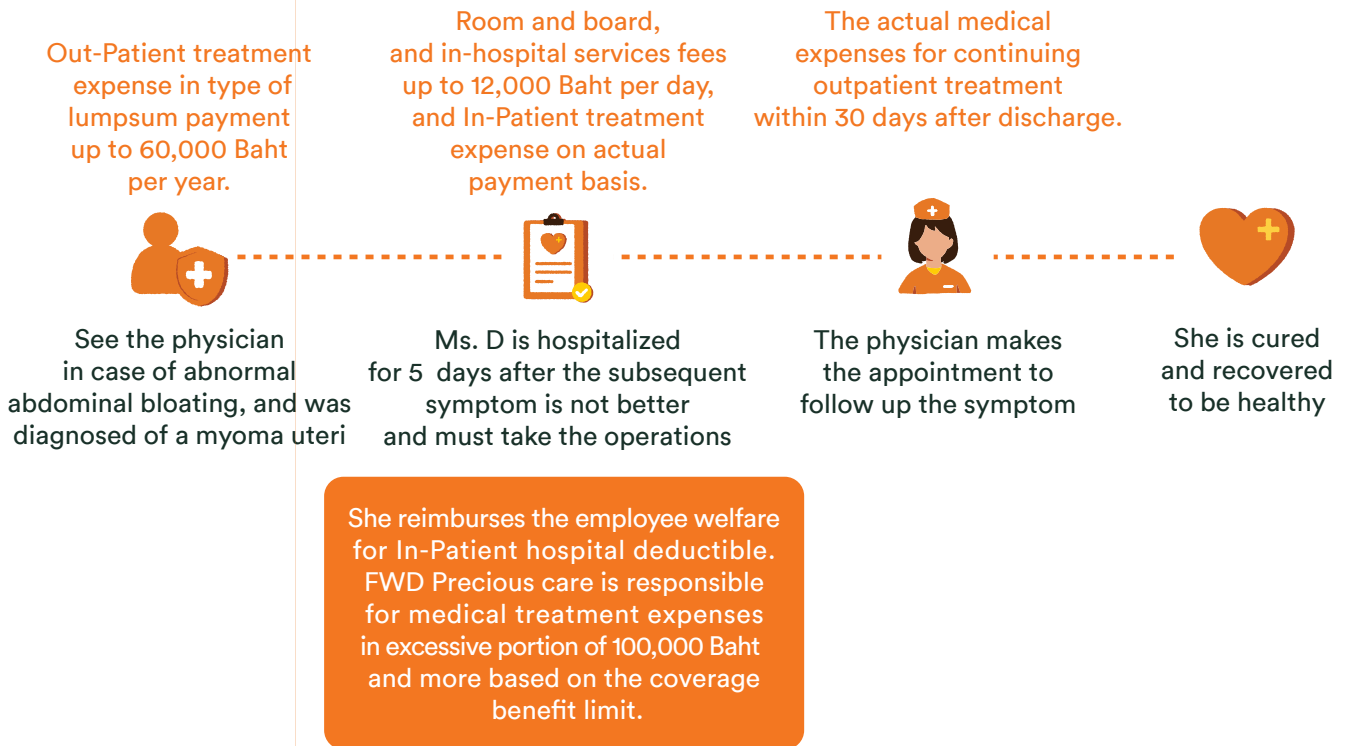 Out-Patient treatment
expense in type of
lumpsum payment
up to 60,000 Baht
per year.
Room and board,
and in-hospital services fees
up to 12,000 Baht per day,
and In-Patient treatment
expense on actual
payment basis.
The actual medical
expenses for continuing
outpatient treatment
within 30 days after discharge.
See the physician
in case of abnormal
abdominal bloating, and was
diagnosed of a myoma uteri
Ms. D is hospitalized
for 5 days after the subsequent
symptom is not better
and must take the operations
The physician makes
the appointment to
follow up the symptom
She is cured
and recovered
to be healthy
She reimburses the employee welfare
for In-Patient hospital deductible.
FWD Precious care is responsible
for medical treatment expenses
in excessive portion of 100,000 Baht
and more based on the coverage
benefit limit.